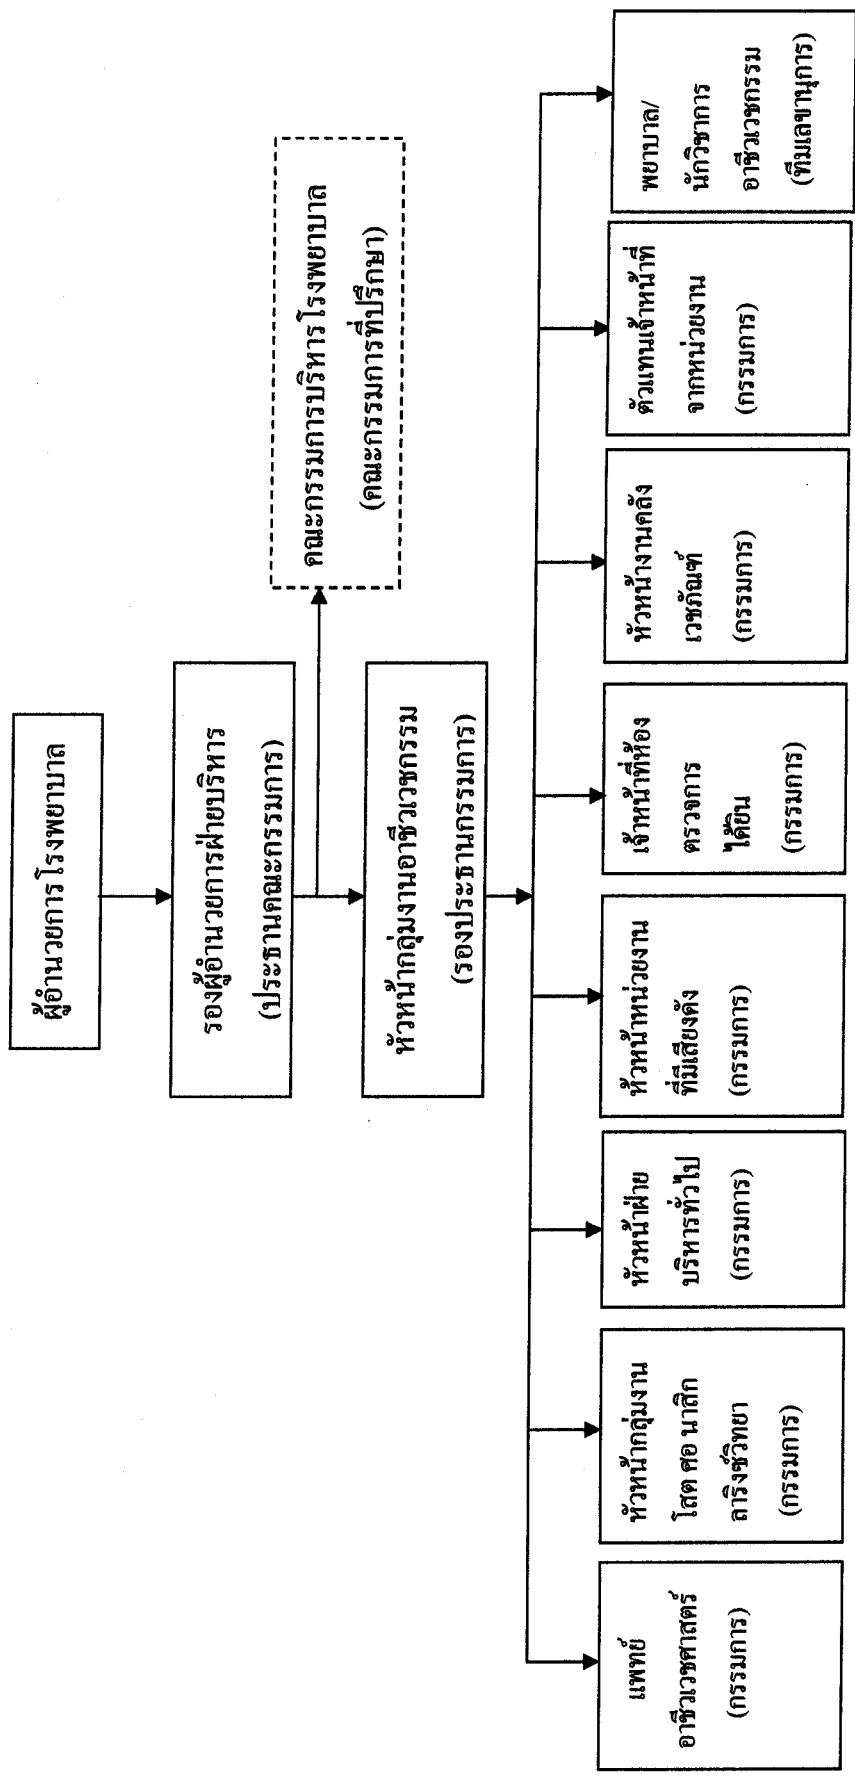 ผู้อำนวยการโรงพยาบาล
รองผู้อำนวยการฝ่ายบริหาร
(ประธานคณะกรรมการ)
คณะกรรมการบริหารโรงพยาบาล
(คณะกรรมการที่ปรึกษา)
หัวหน้ากลุ่มงานอาชีวเวชกรรม
(รองประธานกรรมการ)
แพทย์
อาชีวเวชศาสตร์
(กรรมการ)
หัวหน้ากลุ่มงาน
โสต ศอ นาสิก
ลาริงซ์วิทยา
(กรรมการ)
หัวหน้าฝ่าย
บริหารทั่วไป
(กรรมการ)
หัวหน้าหน่วยงาน
ที่มีเสียงดัง
(กรรมการ)
เจ้าหน้าที่ห้อง
ตรวจการ
ได้ยิน
(กรรมการ)
หัวหน้างานคลัง
เวชภัณฑ์
(กรรมการ)
ตัวแทนเจ้าหน้าที่
จากหน่วยงาน
(กรรมการ)
พยาบาล/
นักวิชาการ
อาชีวเวชกรรม
(ทีมเลขานุการ)